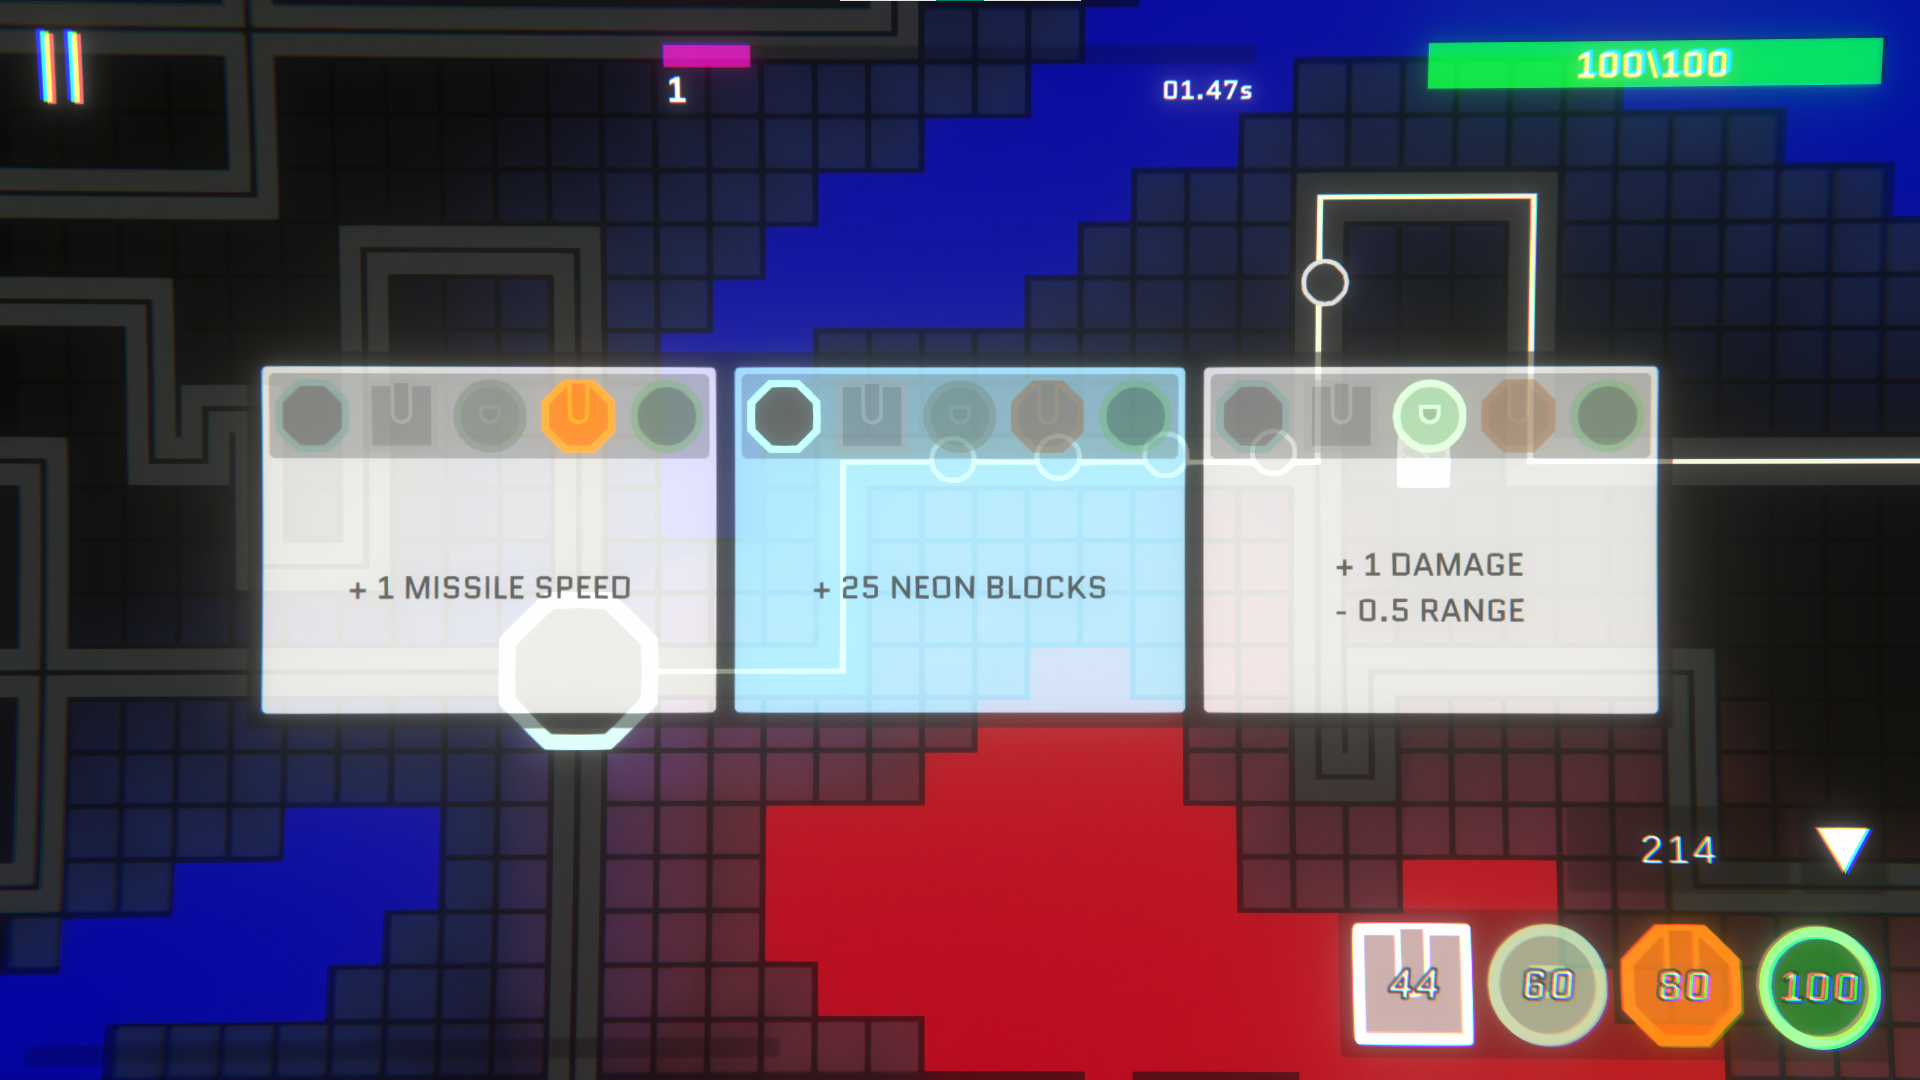 1
01.47s
100\100
+ 1 MISSILE SPEED
+ 25 NEON BLOCKS
+ 1 DAMAGE
- 0.5 RANGE
214
44
60
80
100